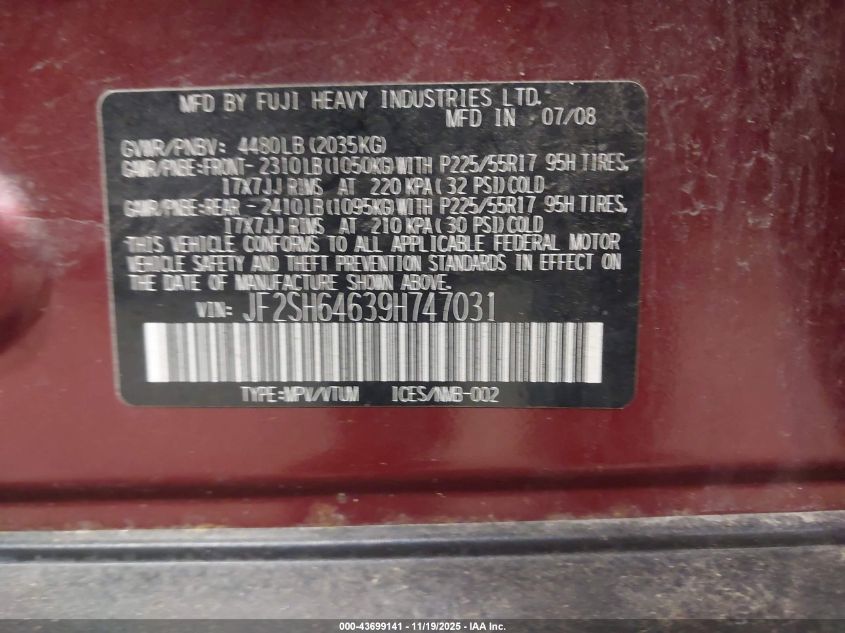 MFD BY FUJI HEAVY INDUSTRIES LTD.
MFD IN 07/08
GVWR/PNBV: 4480LB(2035KG)
GAWR/PNBE-FRONT- 2310LB(1050KG)WITH P225/55R17 95H TIRES,
17X7JJ RIMS AT 220 KPA(32 PSI)COLD
GAWR/PNBE-REAR - 2410LB(1095KG)WITH P225/55R17 95H TIRES,
17X7JJ RIMS AT 210 KPA(30 PSI)COLD
THIS VEHICLE CONFORMS TO ALL APPLICABLE FEDERAL MOTOR
VEHICLE SAFETY AND THEFT PREVENTION STANDARDS IN EFFECT ON
THE DATE OF MANUFACTURE SHOWN ABOVE.
VIN: JF2SH64639H747031
TYPE:MPV/VTUM ICES/NMB-002
000-43699141 - 11/19/2025 - IAA Inc.